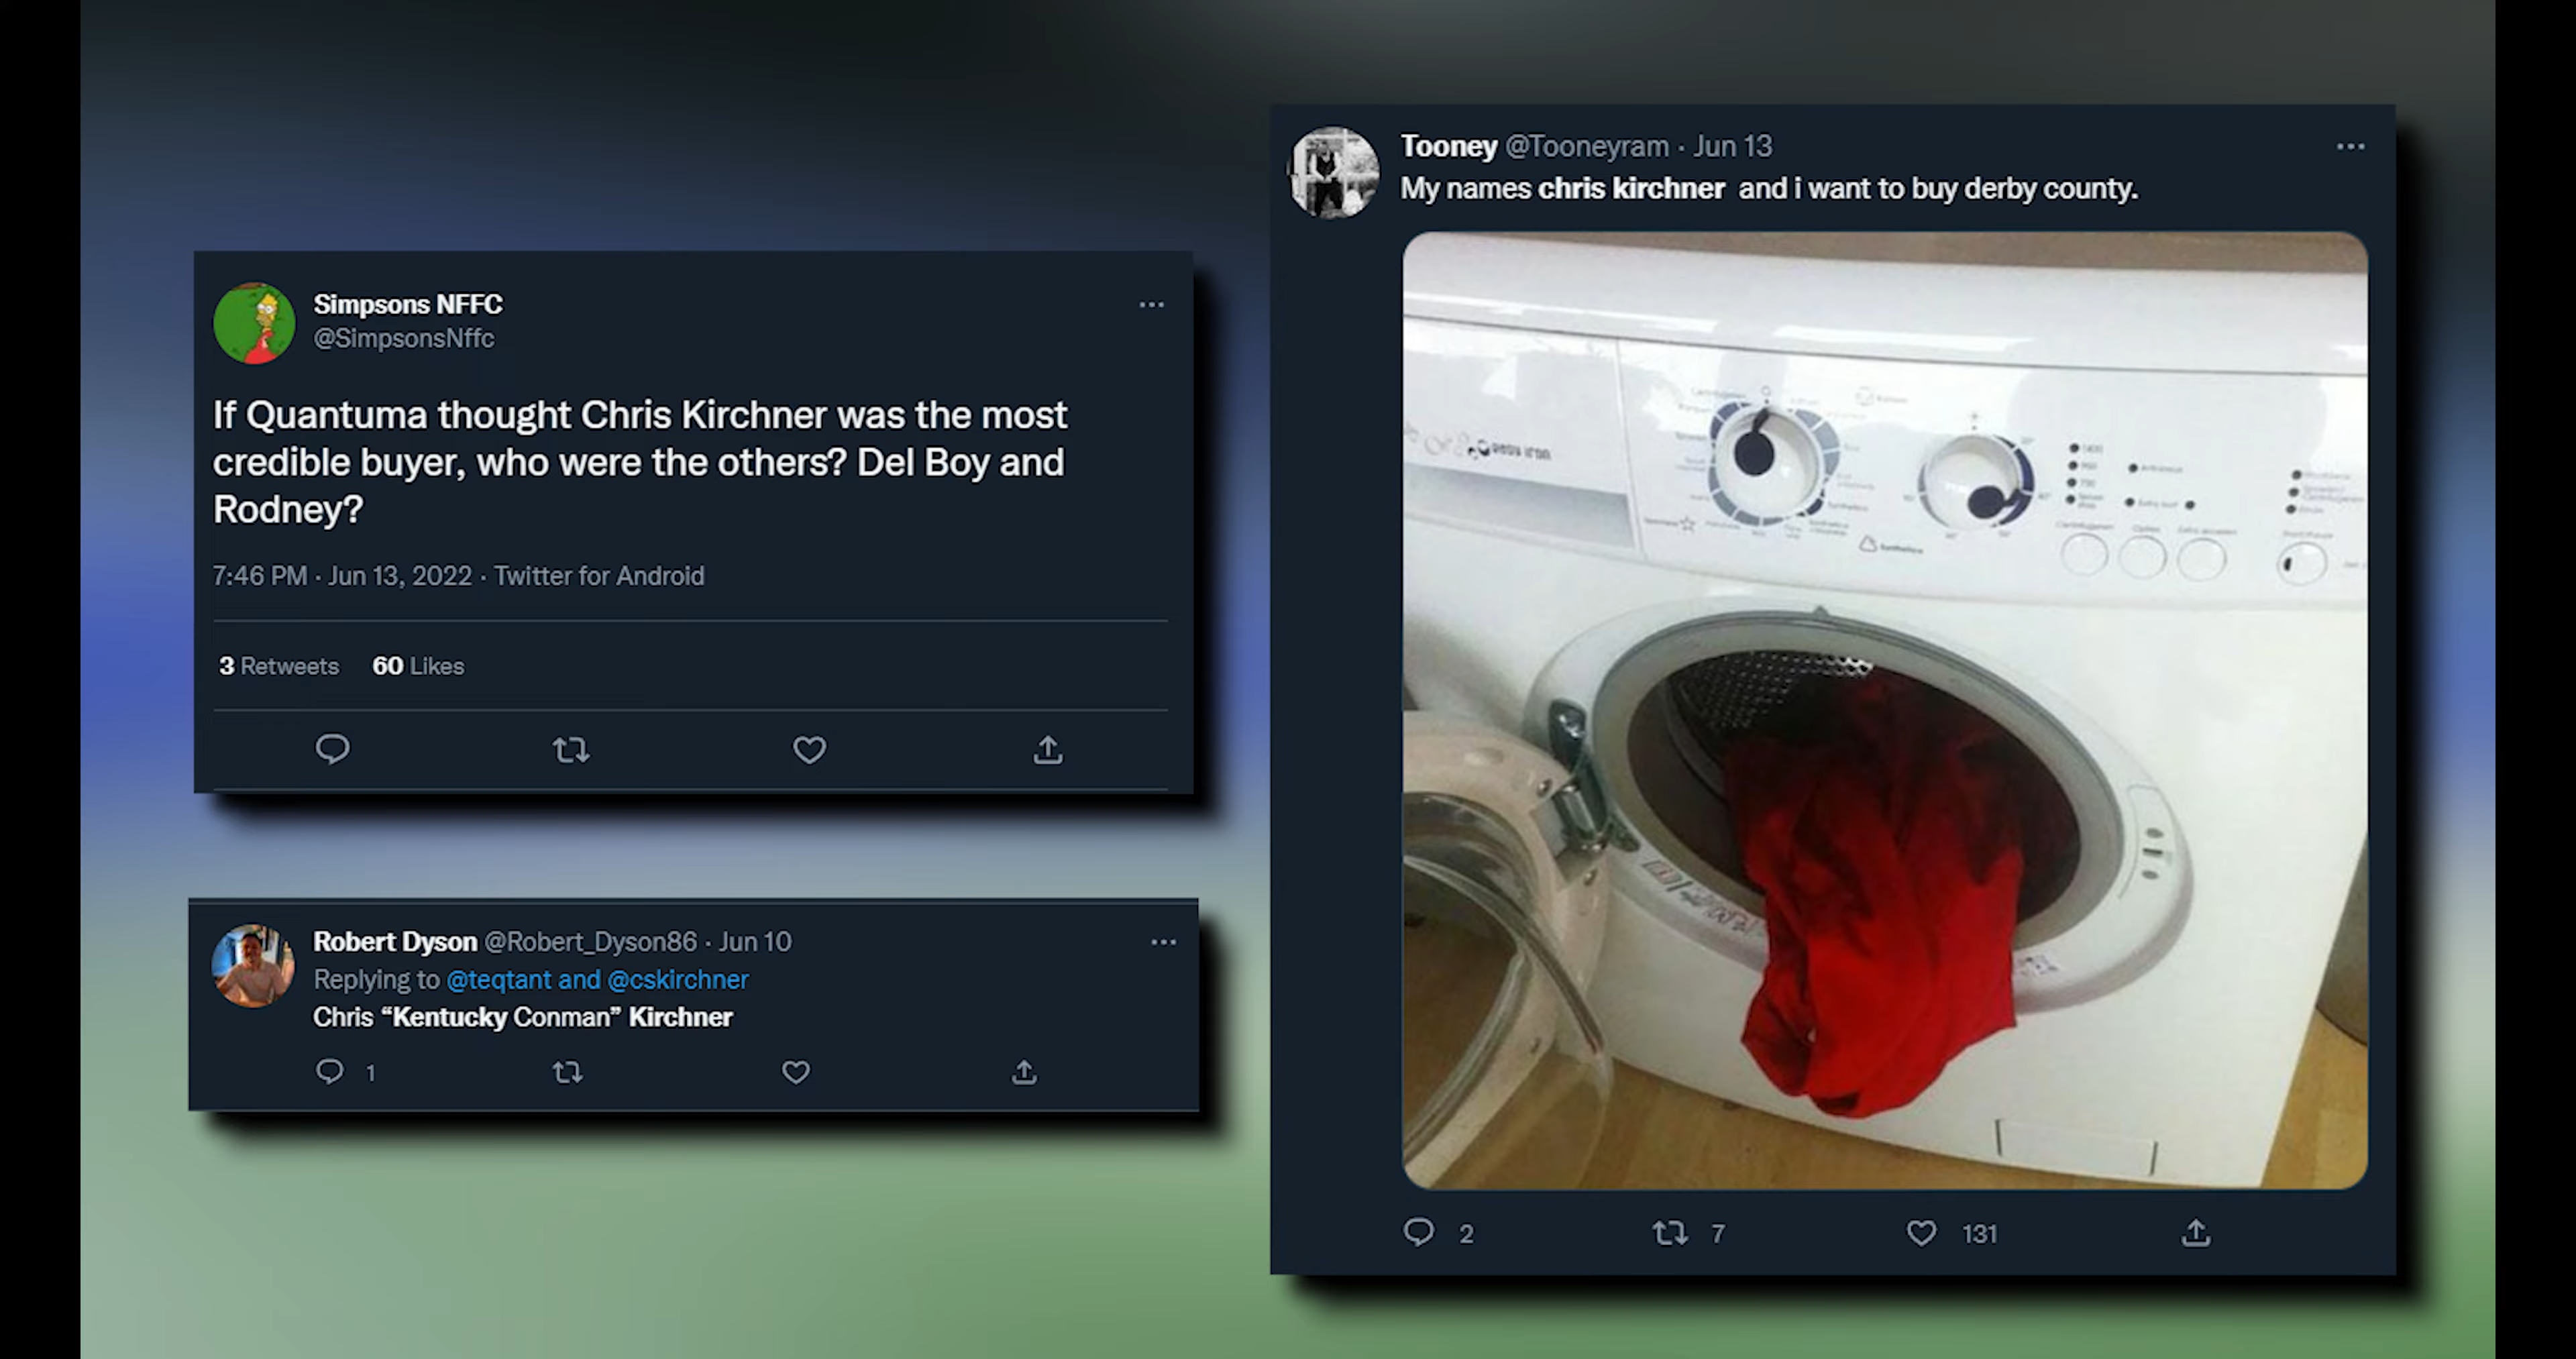 Simpsons NFFC
@SimpsonsNffc
If Quantuma thought Chris Kirchner was the most
credible buyer, who were the others? Del Boy and
Rodney?
7:46 PM · Jun 13, 2022 · Twitter for Android
3 Retweets 60 Likes
Robert Dyson @Robert_Dyson86 · Jun 10
Replying to @teqtant and @cskirchner
Chris “Kentucky Conman” Kirchner
1
Tooney @Tooneyram · Jun 13
My names chris kirchner and i want to buy derby county.
2 7 131